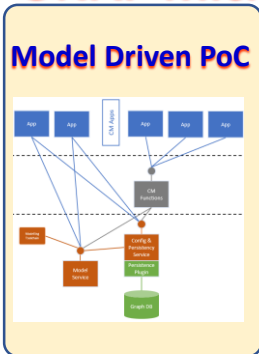 Model Driven PoC
App
App
CM Apps
App
App
App
CM
Functions
Model
Service
Config &
Persistency
Service
Persistence
Plugin
Graph DB